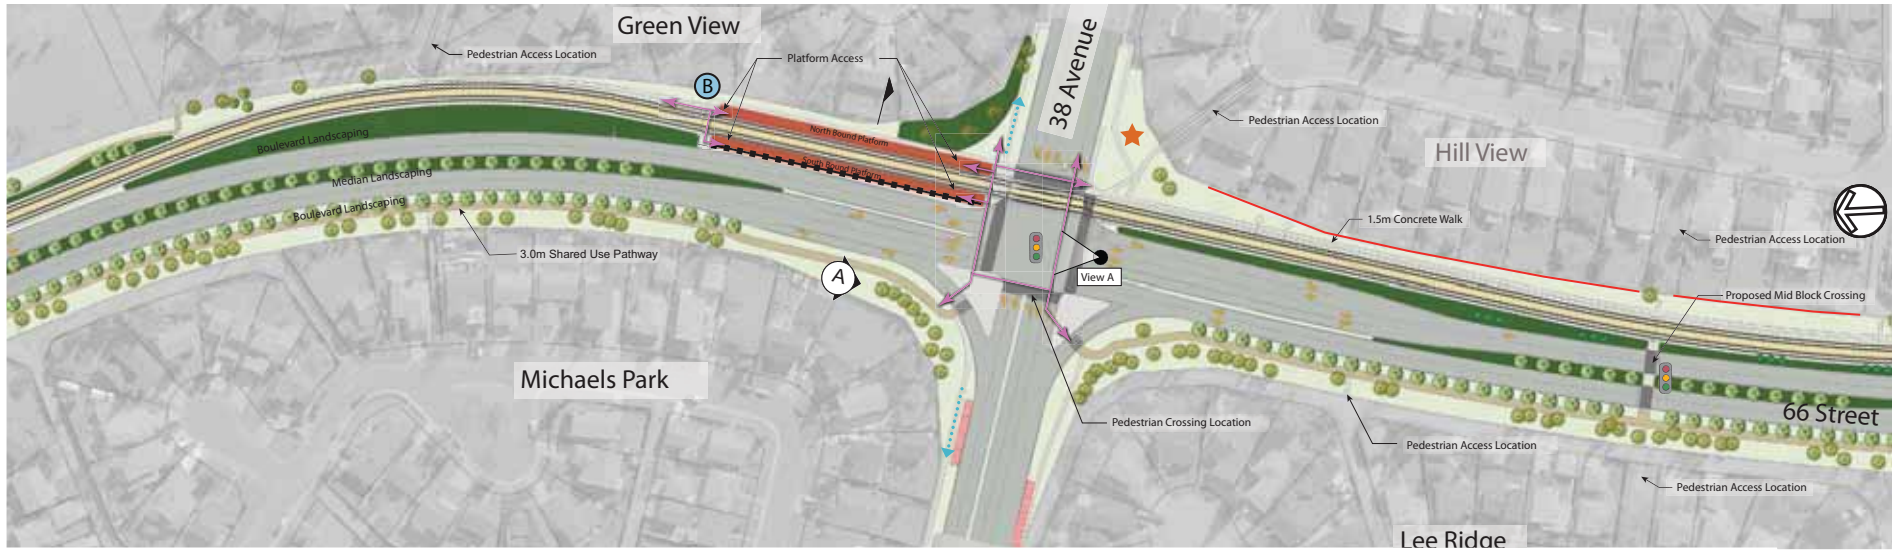 Green View
38 Avenue
Pedestrian Access Location
Platform Access
B
North Bound Platform
South Bound Platform
Boulevard Landscaping
Median Landscaping
Boulevard Landscaping
Pedestrian Access Location
Hill View
1.5m Concrete Walk
Pedestrian Access Location
3.0m Shared Use Pathway
A
View A
Proposed Mid Block Crossing
Michaels Park
66 Street
Pedestrian Crossing Location
Pedestrian Access Location
Pedestrian Access Location
Lee Ridge